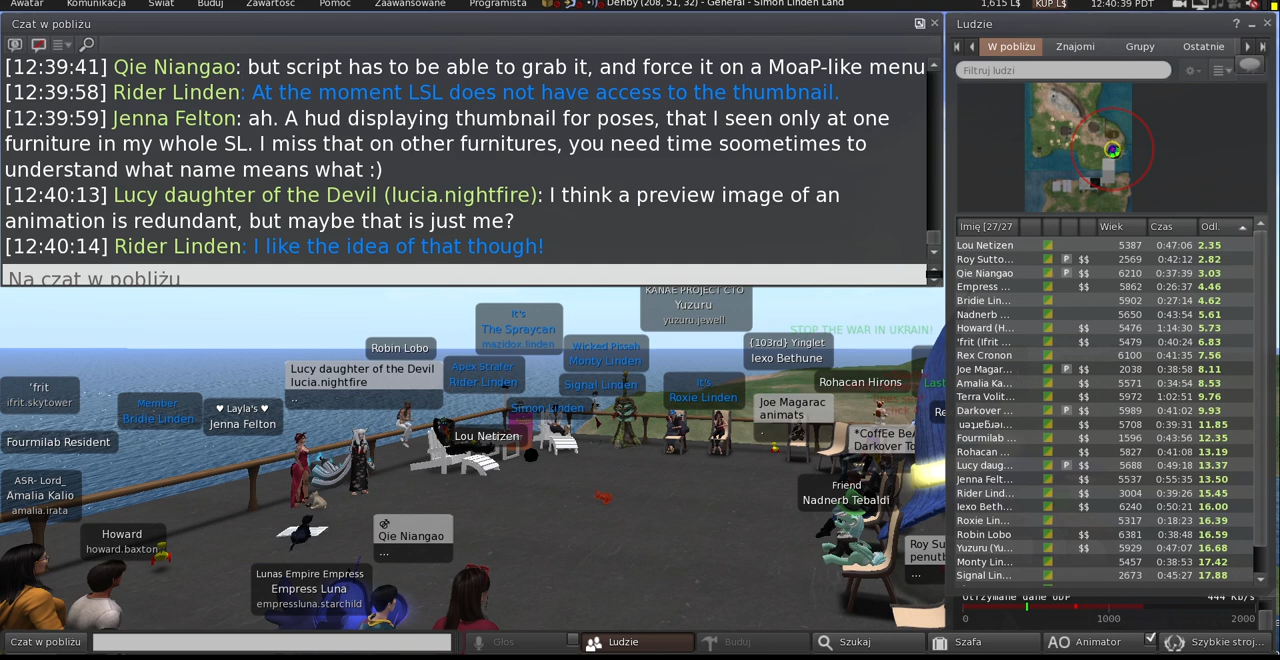 Awatar Komunikacja Świat Buduj Zawartość Pomoc Zaawansowane Programista Denby (208, 51, 32) - General - Simon Linden Land 1,615 L$ KUP L$ 12:40:39 PDT
Czat w pobliżu
[12:39:41] Qie Niangao: but script has to be able to grab it, and force it on a MoaP-like menu
[12:39:58] Rider Linden: At the moment LSL does not have access to the thumbnail.
[12:39:59] Jenna Felton: ah. A hud displaying thumbnail for poses, that I seen only at one
furniture in my whole SL. I miss that on other furnitures, you need time soometimes to
understand what name means what :)
[12:40:13] Lucy daughter of the Devil (lucia.nightfire): I think a preview image of an
animation is redundant, but maybe that is just me?
[12:40:14] Rider Linden: I like the idea of that though!
Na czat w pobliżu
KANAE PROJECT CTO
Yuzuru
yuzuru.jewell
It's
The Spraycan
mazidox.linden
STOP THE WAR IN UKRAIN!
Robin Lobo
Wicked Pissah
Monty Linden
{103rd} Yinglet
Iexo Bethune
Lucy daughter of the Devil
lucia.nightfire
..
Apex Strafer
Rider Linden
Signal Linden
It's
Roxie Linden
Rohacan Hirons
Last
'frit
ifrit.skytower
Member
Bridie Linden
♥ Layla's ♥
Jenna Felton
Simon Linden
Joe Magarac
animats
.
Re
Fourmilab Resident
Lou Netizen
*CoffEe BeA
Darkover To
ASR- Lord_
Amalia Kalio
amalia.irata
Friend
Nadnerb Tebaldi
Howard
howard.baxton
Qie Niangao
...
Roy Su
penutb
...
Lunas Empire Empress
Empress Luna
empressluna.starchild
Ludzie
W pobliżu Znajomi Grupy Ostatnie
Filtruj ludzi
Imię [27/27 Wiek Czas Odl.
Lou Netizen 5387 0:47:06 2.35
Roy Sutto... P $$ 2569 0:42:12 2.82
Qie Niangao P $$ 6210 0:37:39 3.03
Empress ... $$ 5862 0:26:37 4.46
Bridie Lin... 5902 0:27:14 4.62
Nadnerb ... 5650 0:43:54 5.61
Howard (H... $$ 5476 1:14:30 5.73
'frit (Ifrit ... $$ 5479 0:40:24 6.83
Rex Cronon 6100 0:41:35 7.56
Joe Magar... P $$ 2038 0:38:58 8.11
Amalia Ka... $$ 5571 0:34:54 8.53
Terra Volit... $$ 5972 1:02:51 9.76
Darkover ... P $$ 5989 0:41:02 9.93
5708 0:39:31 11.85
Fourmilab ... $$ 1596 0:43:56 12.35
Rohacan ... $$ 5827 0:41:08 13.19
Lucy daug... P $$ 5688 0:49:18 13.37
Jenna Felt... $$ 5537 0:55:35 13.50
Rider Lind... $$ 3004 0:39:26 15.45
Iexo Beth... $$ 6240 0:50:21 16.00
Roxie Lin... 5317 0:18:23 16.39
Robin Lobo $$ 6381 0:38:48 16.59
Yuzuru (Yu... $$ 5929 0:47:07 16.68
Monty Lin... 5457 0:38:53 17.42
Signal Lin... 2673 0:45:27 17.88
otrzymane dane UDP 444 Kb/s
0 1000 2000
Czat w pobliżu Głos Ludzie Buduj Szukaj Szafa AO Animator Szybkie stroj...